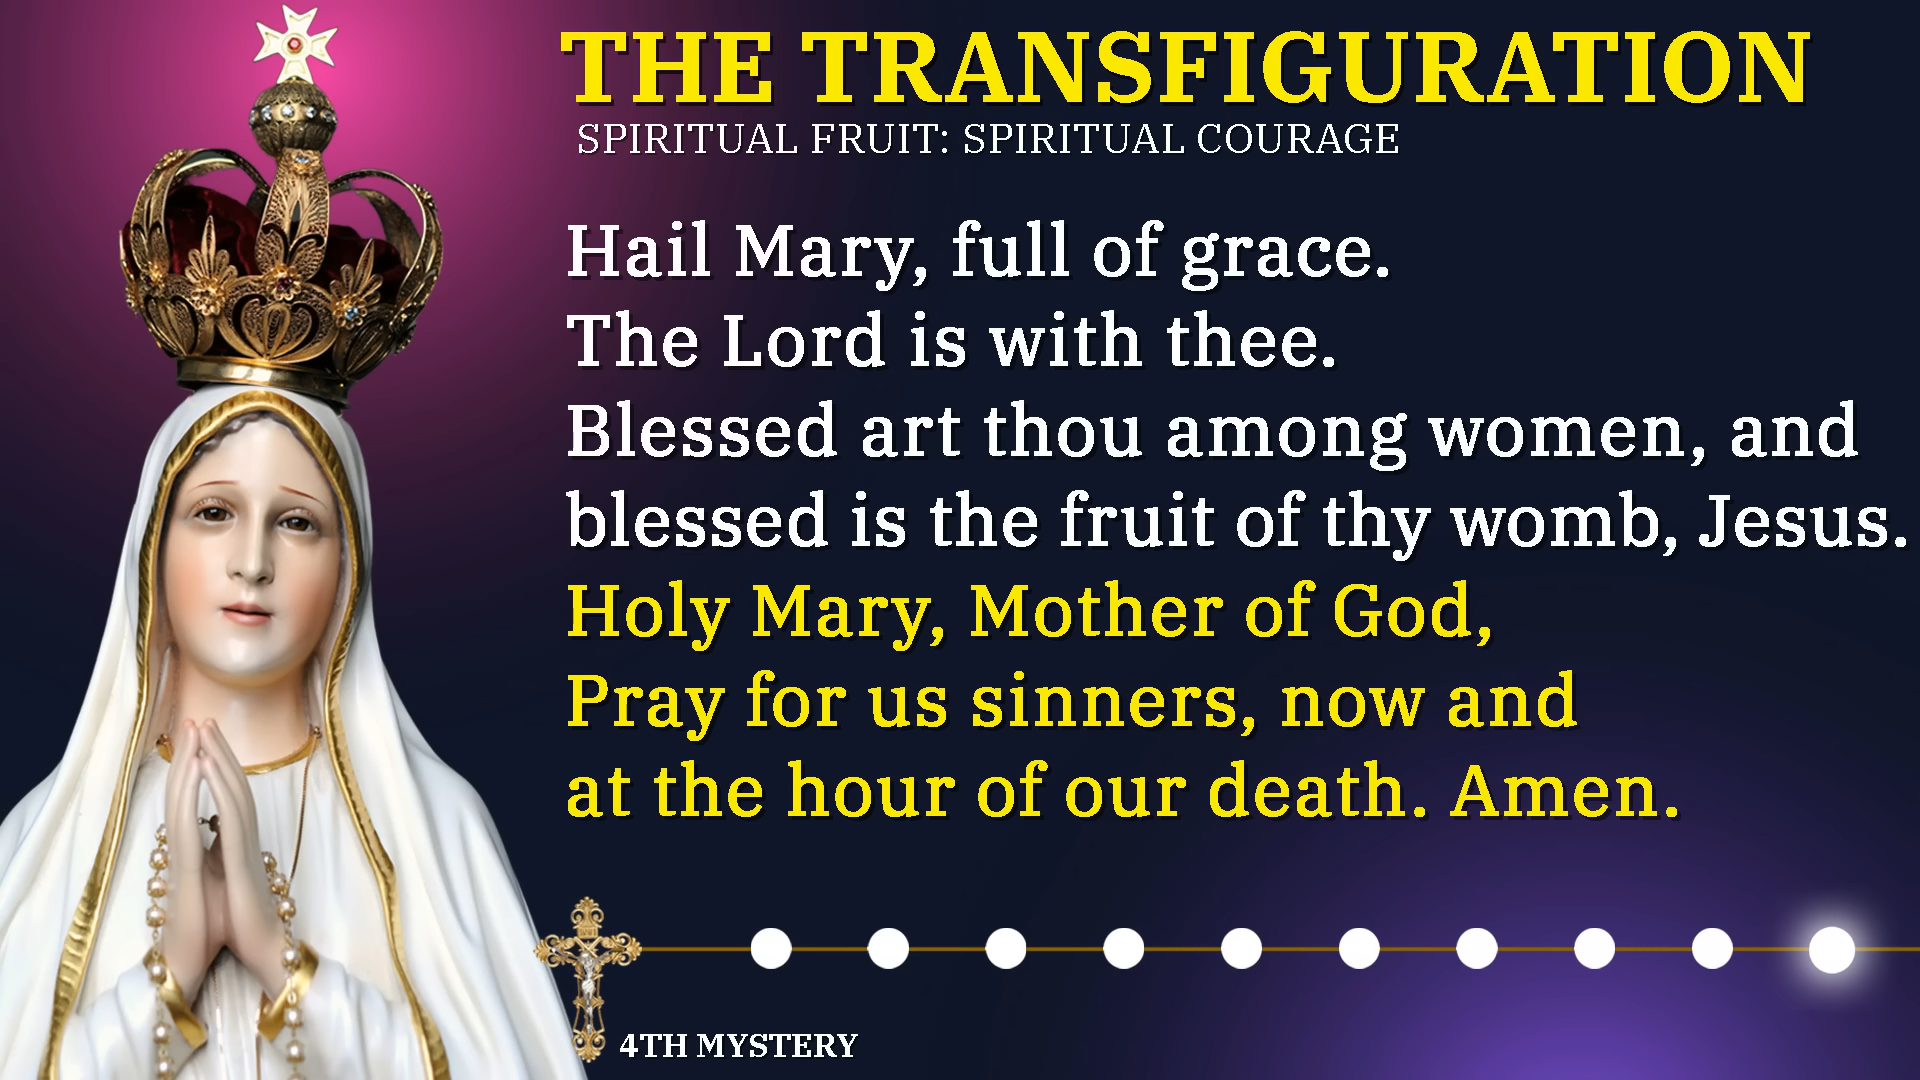 THE TRANSFIGURATION
SPIRITUAL FRUIT: SPIRITUAL COURAGE
Hail Mary, full of grace.
The Lord is with thee.
Blessed art thou among women, and
blessed is the fruit of thy womb, Jesus.
Holy Mary, Mother of God,
Pray for us sinners, now and
at the hour of our death. Amen.
4TH MYSTERY